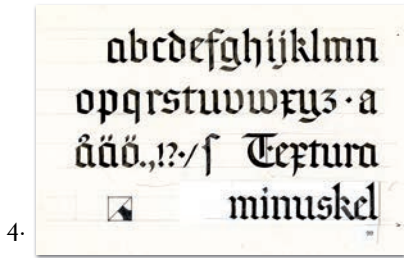 abcdefghijklmn
opqrstuvwxyz·a
åäö.,!?·/ſ Textura
minuskel
4.